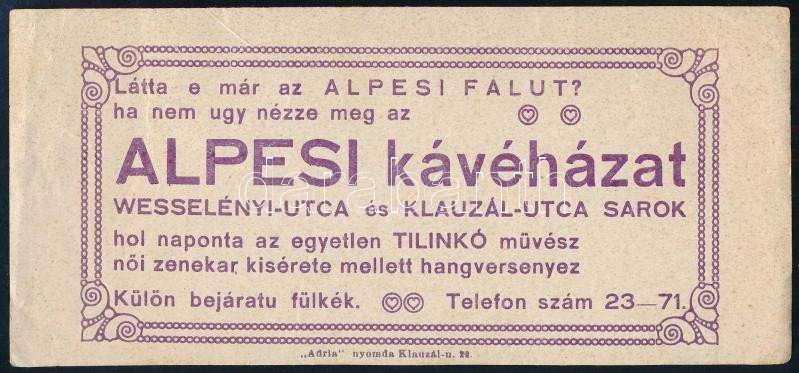 Látta e már az ALPESI FALUT?
ha nem ugy nézze meg az
ALPESI kávéházat
WESSELÉNYI-UTCA és KLAUZÁL-UTCA SAROK
hol naponta az egyetlen TILINKÓ müvész
női zenekar kisérete mellett hangversenyez
Külön bejáratu fülkék. Telefon szám 23—71.
„Adria” nyomda Klauzál-u.